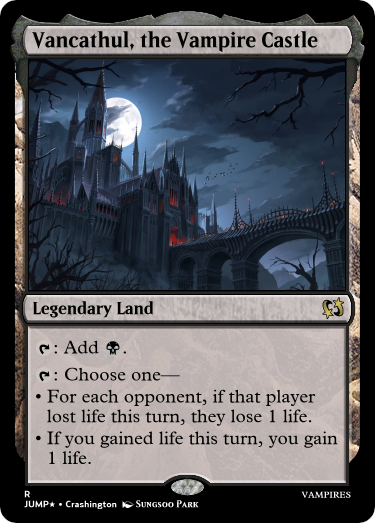 Vancathul, the Vampire Castle
Legendary Land
: Add .
: Choose one—
• For each opponent, if that player
lost life this turn, they lose 1 life.
• If you gained life this turn, you gain
1 life.
R
VAMPIRES
JUMP★ • Crashington Sungsoo Park